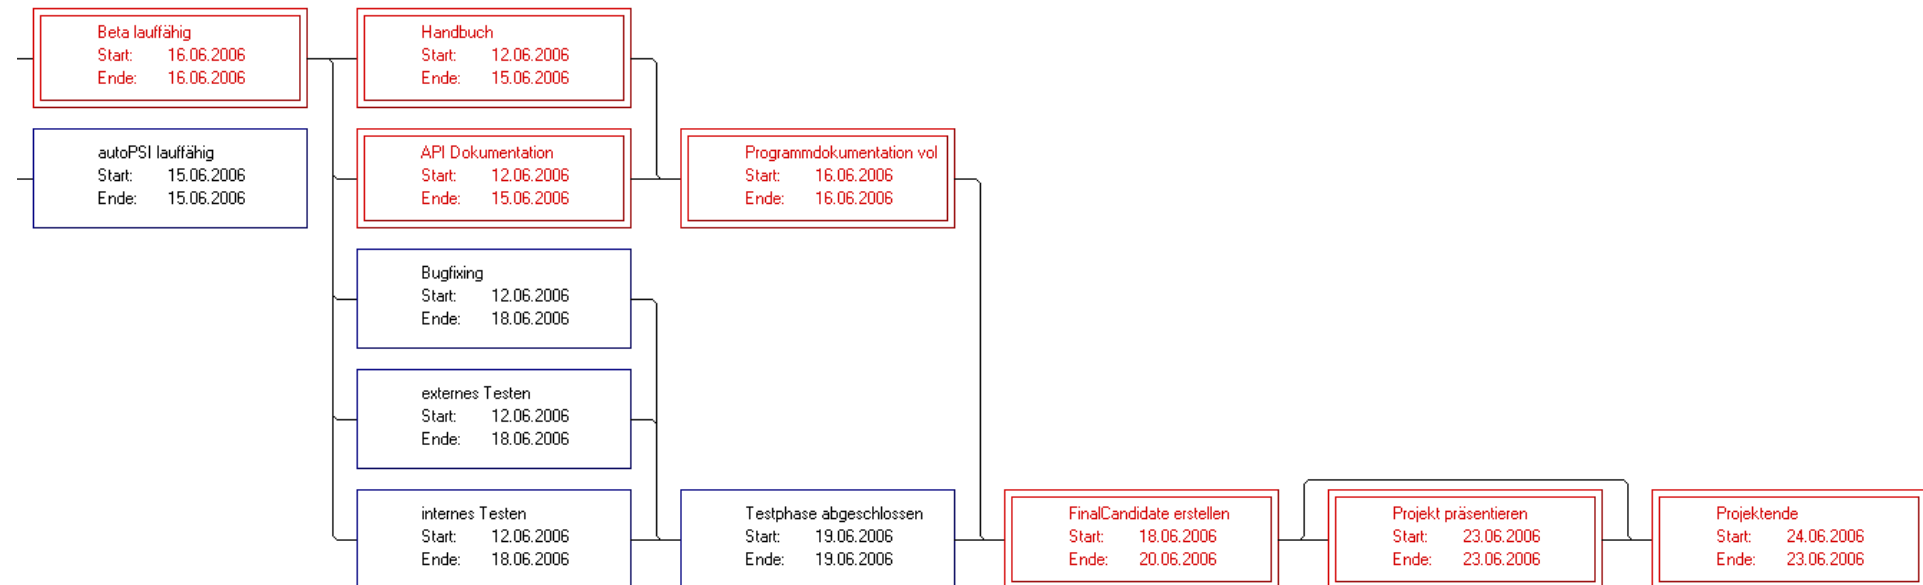 Beta lauffähig
Start: 16.06.2006
Ende: 16.06.2006
Handbuch
Start: 12.06.2006
Ende: 15.06.2006
autoPSI lauffähig
Start: 15.06.2006
Ende: 15.06.2006
API Dokumentation
Start: 12.06.2006
Ende: 15.06.2006
Programmdokumentation vol
Start: 16.06.2006
Ende: 16.06.2006
Bugfixing
Start: 12.06.2006
Ende: 18.06.2006
externes Testen
Start: 12.06.2006
Ende: 18.06.2006
internes Testen
Start: 12.06.2006
Ende: 18.06.2006
Testphase abgeschlossen
Start: 19.06.2006
Ende: 19.06.2006
FinalCandidate erstellen
Start: 18.06.2006
Ende: 20.06.2006
Projekt präsentieren
Start: 23.06.2006
Ende: 23.06.2006
Projektende
Start: 24.06.2006
Ende: 23.06.2006